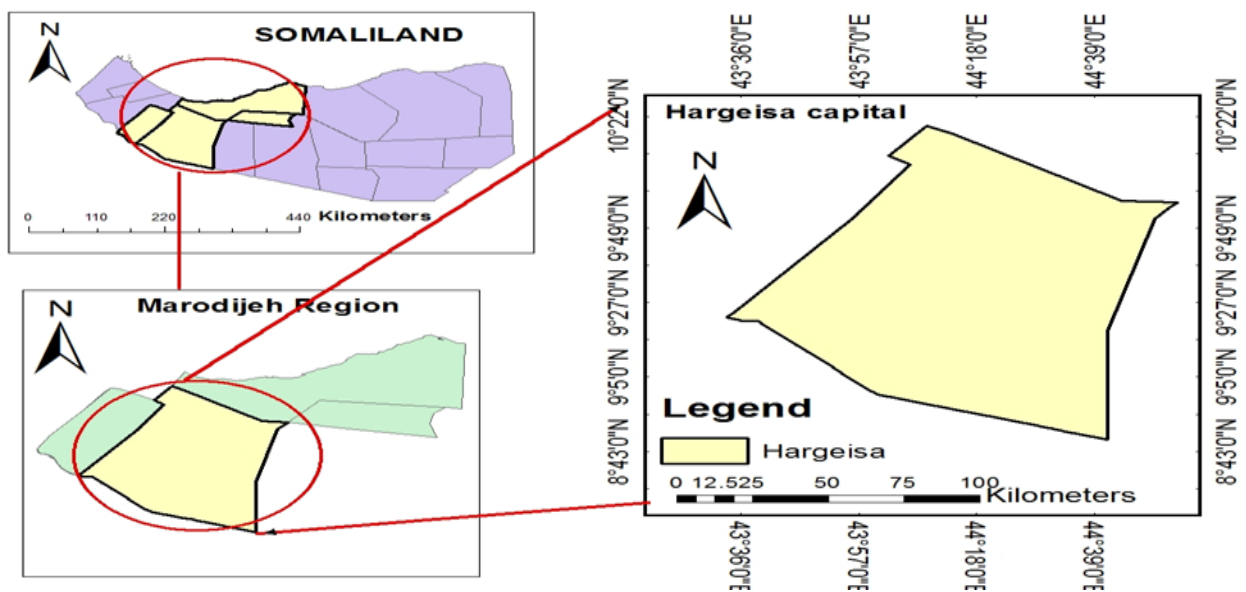 N
SOMALILAND
0 110 220 440 Kilometers
N
Marodijeh Region
43°36'0"E 43°57'0"E 44°18'0"E 44°39'0"E
Hargeisa capital
N
10°22'0"N 10°22'0"N
9°49'0"N 9°49'0"N
9°27'0"N 9°27'0"N
9°5'0"N 9°5'0"N
8°43'0"N 8°43'0"N
Legend
Hargeisa
0 12.525 50 75 100 Kilometers
43°36'0"E 43°57'0"E 44°18'0"E 44°39'0"E